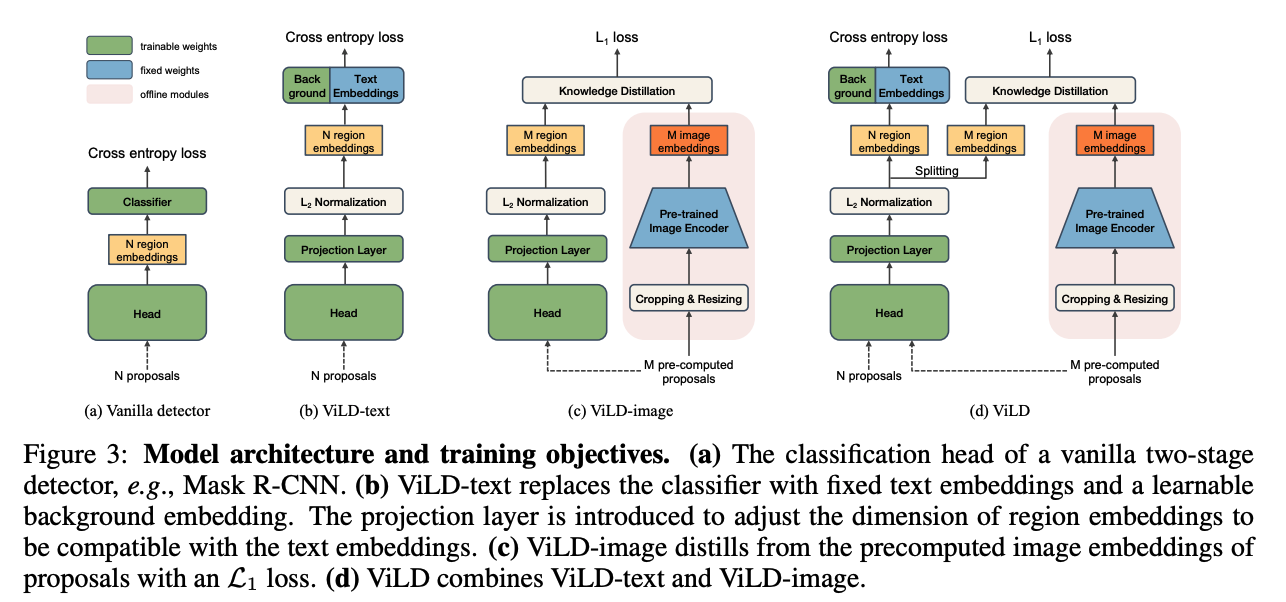 trainable weights
fixed weights
offline modules
Cross entropy loss
Classifier
N region
embeddings
Head
N proposals
(a) Vanilla detector
Cross entropy loss
Back
ground
Text
Embeddings
N region
embeddings
L2 Normalization
Projection Layer
Head
N proposals
(b) ViLD-text
L1 loss
Knowledge Distillation
M region
embeddings
M image
embeddings
L2 Normalization
Pre-trained
Image Encoder
Projection Layer
Cropping & Resizing
Head
M pre-computed
proposals
(c) ViLD-image
Cross entropy loss
L1 loss
Back
ground
Text
Embeddings
Knowledge Distillation
N region
embeddings
M region
embeddings
M image
embeddings
Splitting
L2 Normalization
Pre-trained
Image Encoder
Projection Layer
Cropping & Resizing
Head
N proposals
M pre-computed
proposals
(d) ViLD
Figure 3: Model architecture and training objectives. (a) The classification head of a vanilla two-stage
detector, e.g., Mask R-CNN. (b) ViLD-text replaces the classifier with fixed text embeddings and a learnable
background embedding. The projection layer is introduced to adjust the dimension of region embeddings to
be compatible with the text embeddings. (c) ViLD-image distills from the precomputed image embeddings of
proposals with an ℒ1 loss. (d) ViLD combines ViLD-text and ViLD-image.